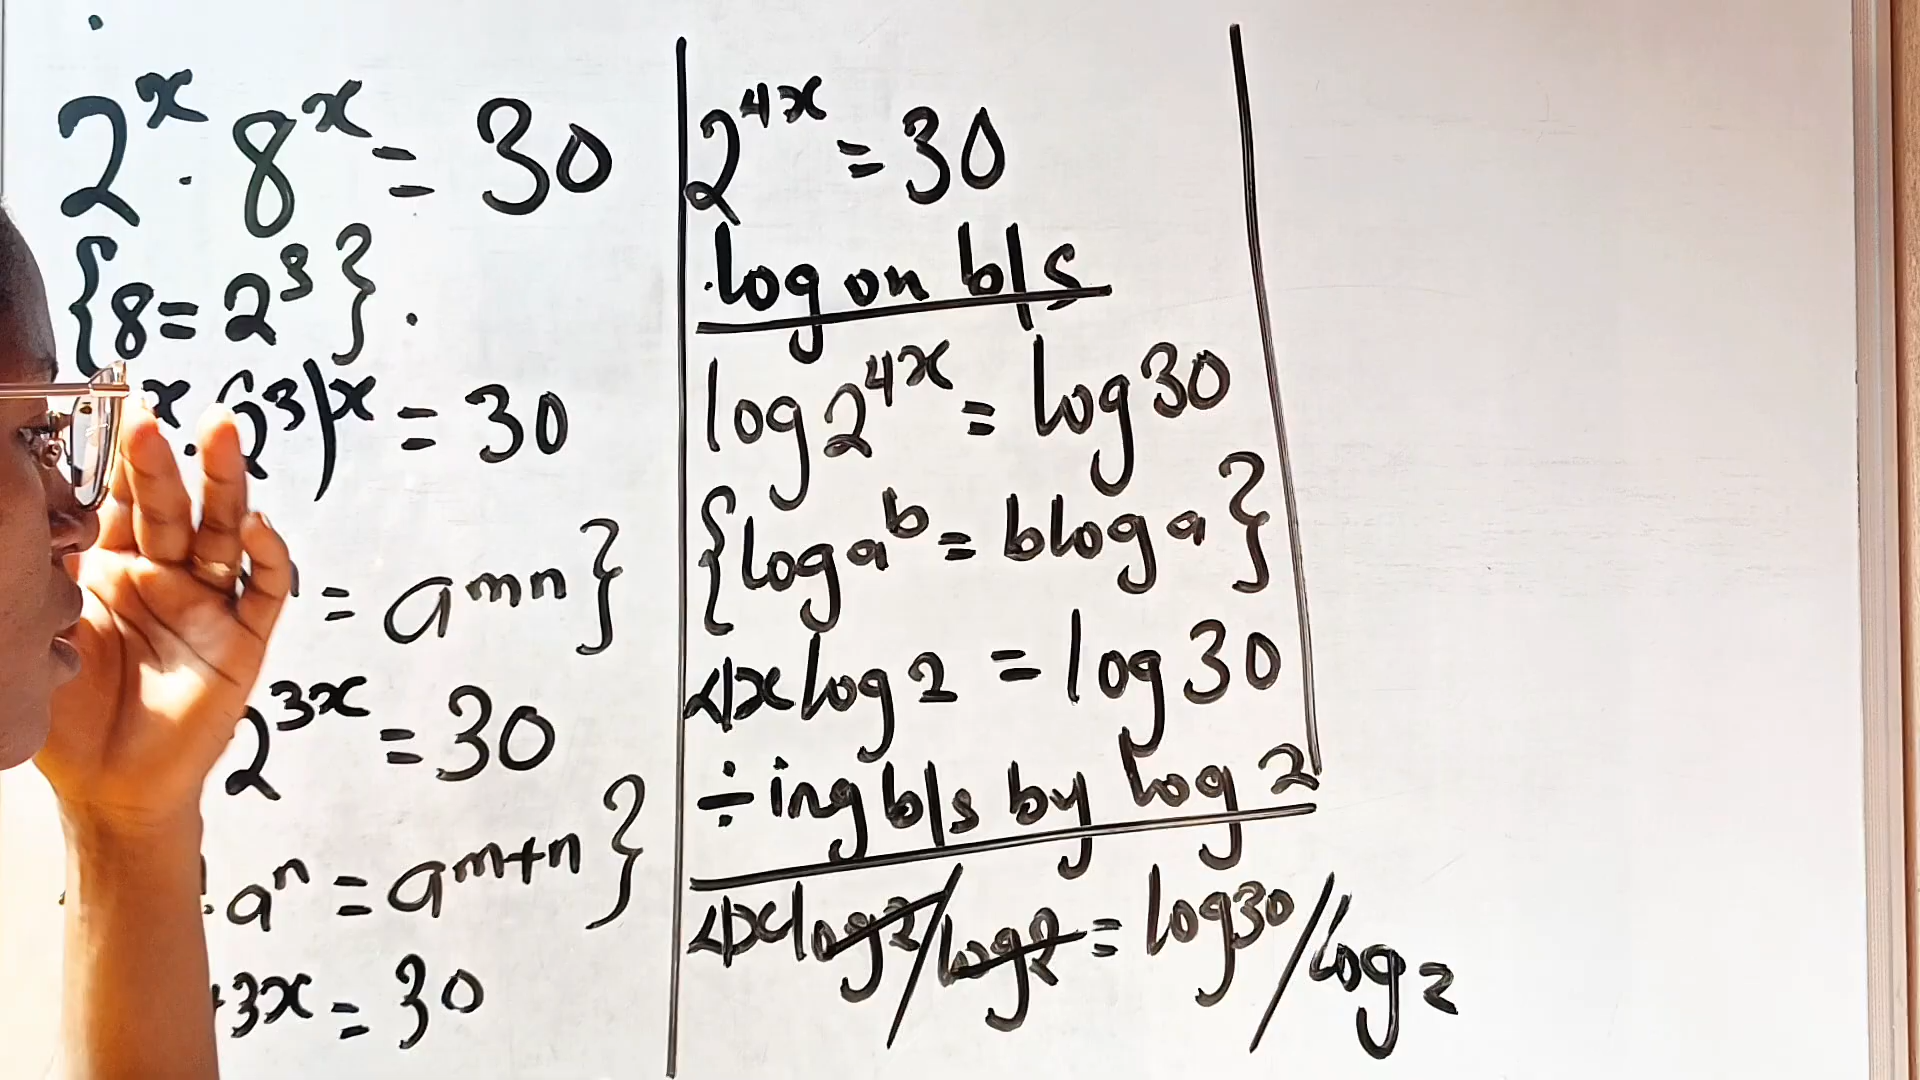 2^x · 8^x = 30
{8 = 2^3}
^x · (2^3)^x = 30
= a^mn}
2^3x = 30
· a^n = a^m+n}
+3x = 30
2^4x = 30
log on b/s
log 2^4x = log 30
{log a^b = b log a}
4x log 2 = log 30
÷ing b/s by log 2
4x log 2 / log 2 = log 30 / log 2